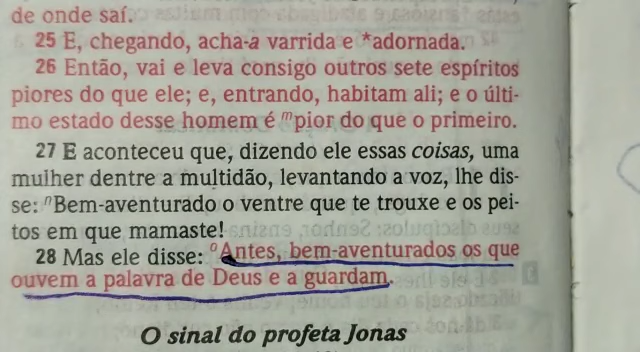 de onde saí.
25 E, chegando, acha-a varrida e *adornada.
26 Então, vai e leva consigo outros sete espíritos
piores do que ele; e, entrando, habitam ali; e o últi-
mo estado desse homem é ᵐpior do que o primeiro.
27 E aconteceu que, dizendo ele essas coisas, uma
mulher dentre a multidão, levantando a voz, lhe dis-
se: ⁿBem-aventurado o ventre que te trouxe e os pei-
tos em que mamaste!
28 Mas ele disse: ᵒAntes, bem-aventurados os que
ouvem a palavra de Deus e a guardam.
O sinal do profeta Jonas